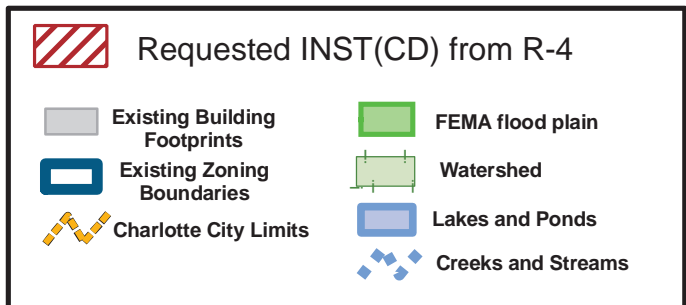 Requested INST(CD) from R-4
Existing Building
Footprints
Existing Zoning
Boundaries
Charlotte City Limits
FEMA flood plain
Watershed
Lakes and Ponds
Creeks and Streams